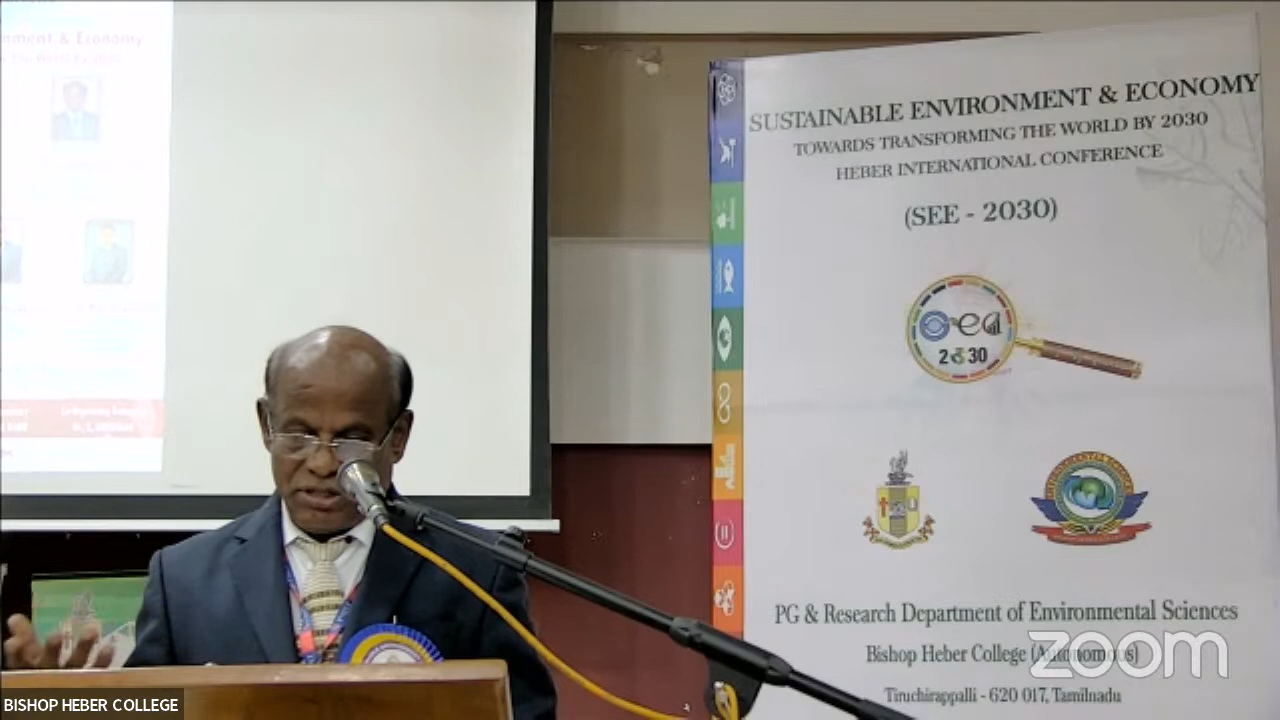 ment & Economy
SUSTAINABLE ENVIRONMENT & ECONOMY
TOWARDS TRANSFORMING THE WORLD BY 2030
HEBER INTERNATIONAL CONFERENCE
(SEE - 2030)
PG & Research Department of Environmental Sciences
Bishop Heber College (Autonomous)
Tiruchirappalli - 620 017, Tamilnadu
zoom
BISHOP HEBER COLLEGE